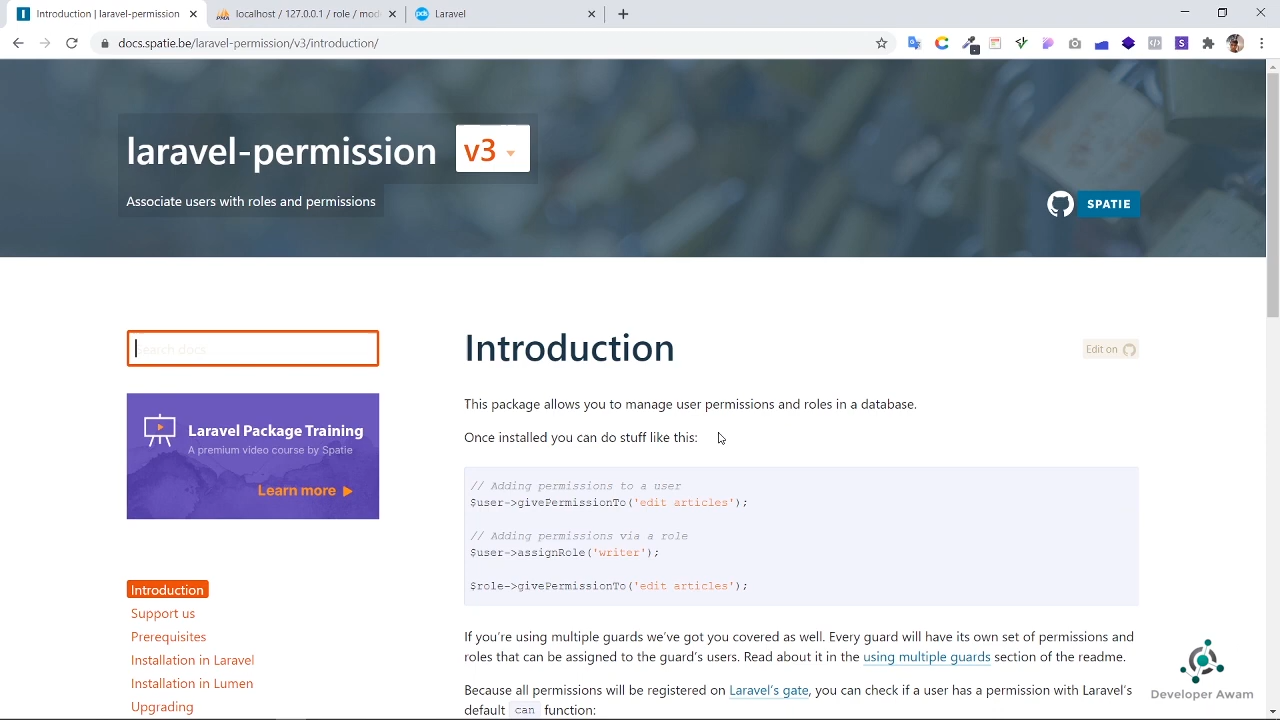 Introduction | laravel-permission
localhost / 127.0.0.1 / role / mod
Laravel
docs.spatie.be/laravel-permission/v3/introduction/
laravel-permission
v3
Associate users with roles and permissions
SPATIE
Search docs
Introduction
Edit on
Laravel Package Training
A premium video course by Spatie
Learn more
This package allows you to manage user permissions and roles in a database.
Once installed you can do stuff like this:
// Adding permissions to a user
$user->givePermissionTo('edit articles');
// Adding permissions via a role
$user->assignRole('writer');
$role->givePermissionTo('edit articles');
Introduction
Support us
Prerequisites
Installation in Laravel
Installation in Lumen
Upgrading
If you're using multiple guards we've got you covered as well. Every guard will have its own set of permissions and
roles that can be assigned to the guard's users. Read about it in the using multiple guards section of the readme.
Because all permissions will be registered on Laravel's gate, you can check if a user has a permission with Laravel's
default can function:
Developer Awam